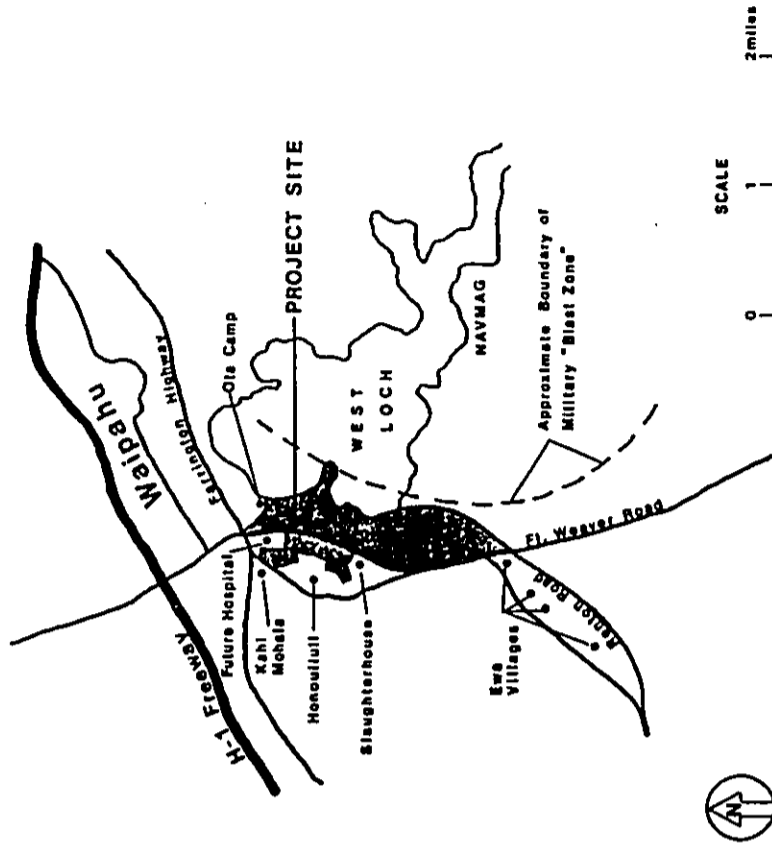 H-1 Freeway
Waipahu
Farrington Highway
Future Hospital
Kahi
Mohala
Honouliuli
Slaughterhouse
Ota Camp
PROJECT SITE
WEST
LOCH
NAVMAG
Approximate Boundary of
Military "Blast Zone"
Ft. Weaver Road
Ewa
Villages
Renton Road
SCALE
0 1 2miles
N